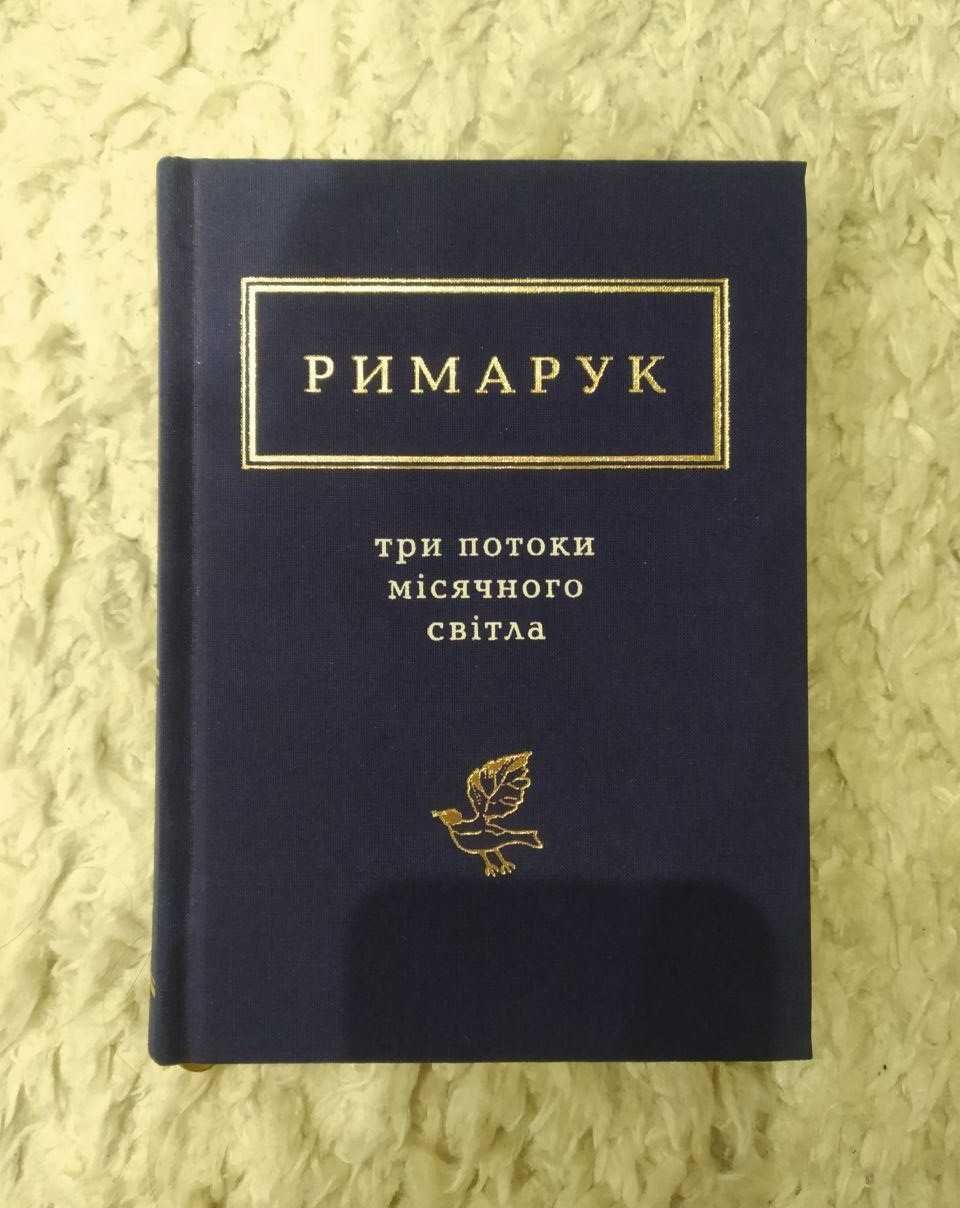 РИМАРУК
три потоки
місячного
світла